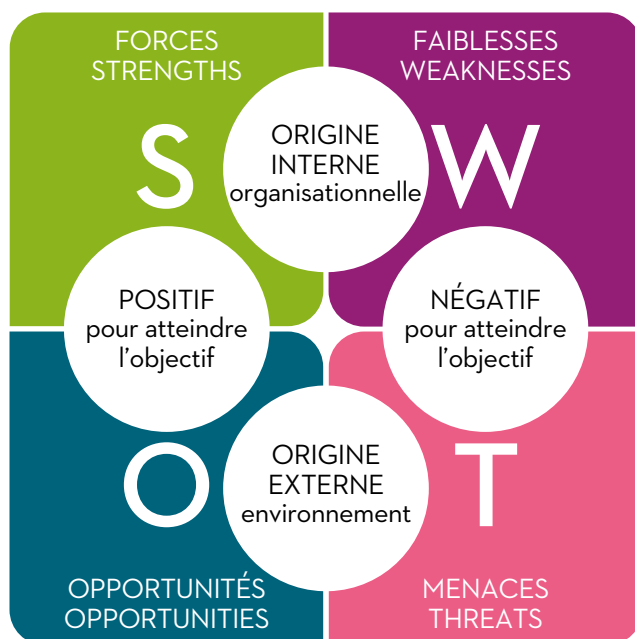 FORCES
STRENGTHS
FAIBLESSES
WEAKNESSES
S
ORIGINE
INTERNE
organisationnelle
W
POSITIF
pour atteindre
l'objectif
NÉGATIF
pour atteindre
l'objectif
O
ORIGINE
EXTERNE
environnement
T
OPPORTUNITÉS
OPPORTUNITIES
MENACES
THREATS